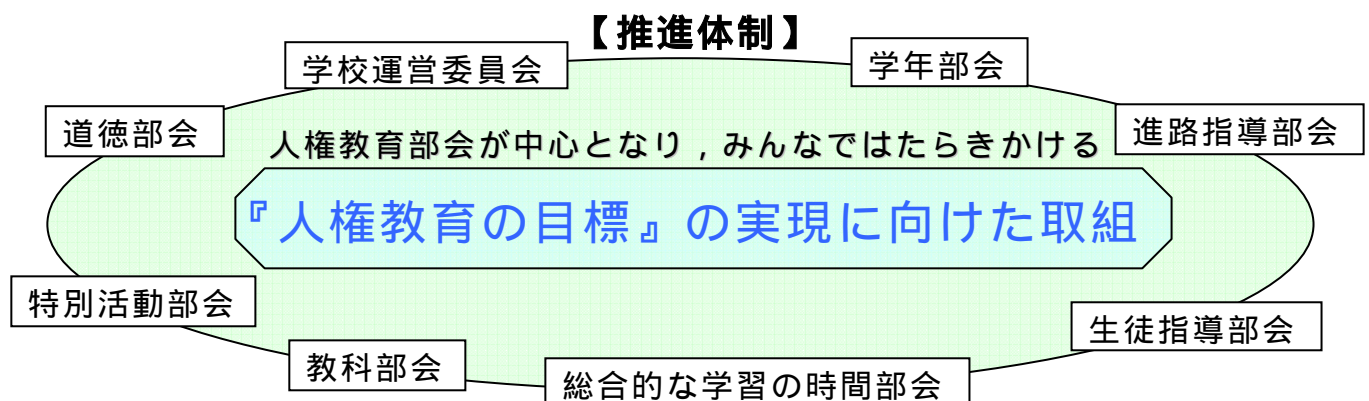 【推進体制】
学校運営委員会
学年部会
道徳部会
進路指導部会
人権教育部会が中心となり，みんなではたらきかける
『人権教育の目標』の実現に向けた取組
特別活動部会
生徒指導部会
教科部会
総合的な学習の時間部会